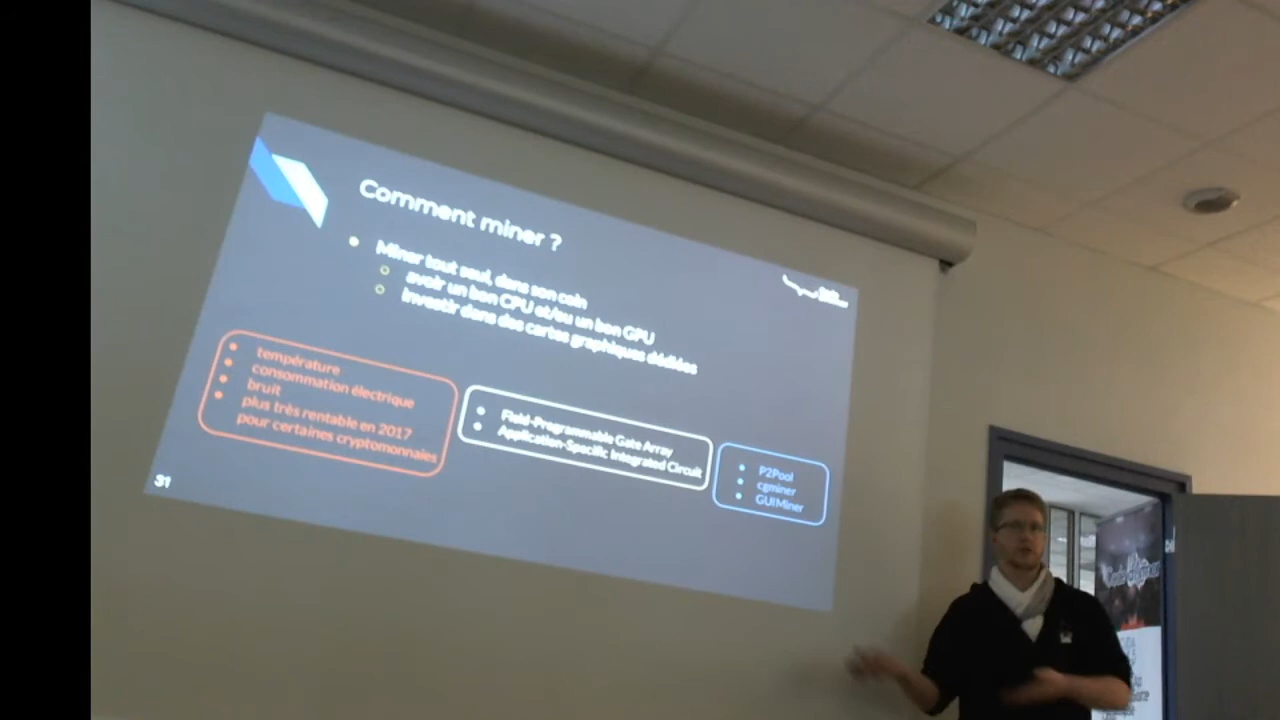 Comment miner ?
Miner tout seul, dans son coin
avoir un bon CPU et/ou un bon GPU
investir dans des cartes graphiques dédiées
température
consommation électrique
bruit
plus très rentable en 2017
pour certaines cryptomonnaies
Field-Programmable Gate Array
Application-Specific Integrated Circuit
P2Pool
cgminer
GUIMiner
31